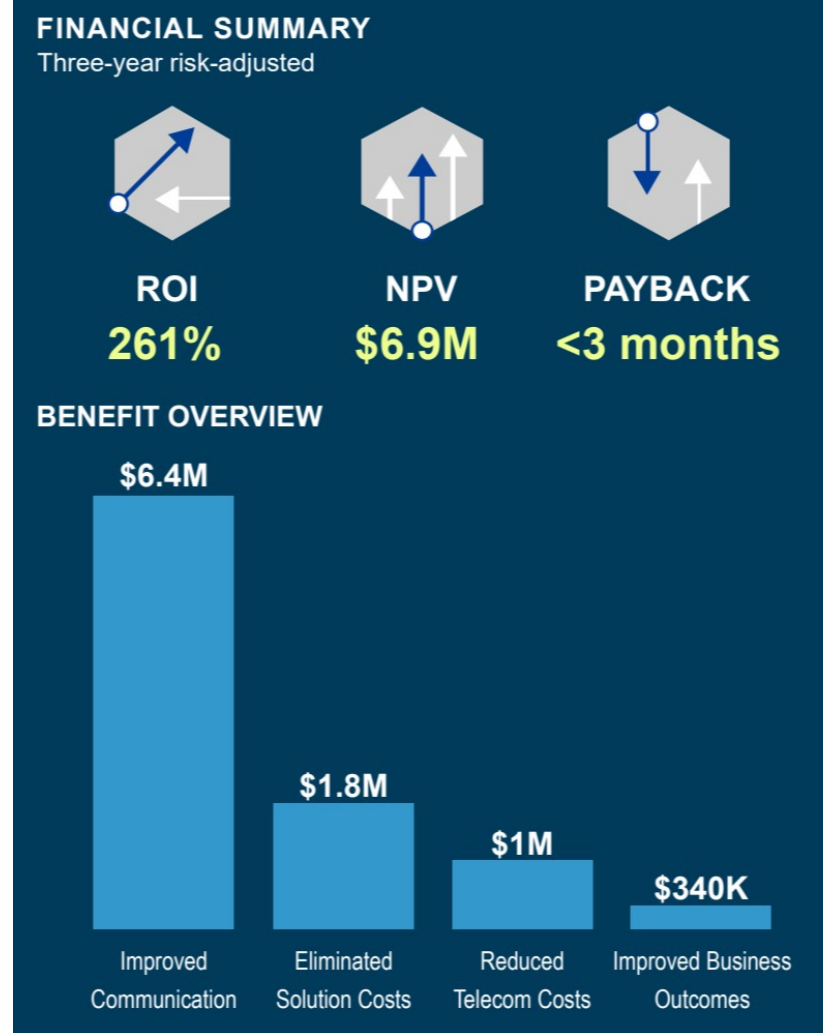 FINANCIAL SUMMARY
Three-year risk-adjusted
ROI
NPV
PAYBACK
261%
$6.9M
<3 months
BENEFIT OVERVIEW
$6.4M
$1.8M
$1M
$340K
Improved
Communication
Eliminated
Solution Costs
Reduced
Telecom Costs
Improved Business
Outcomes